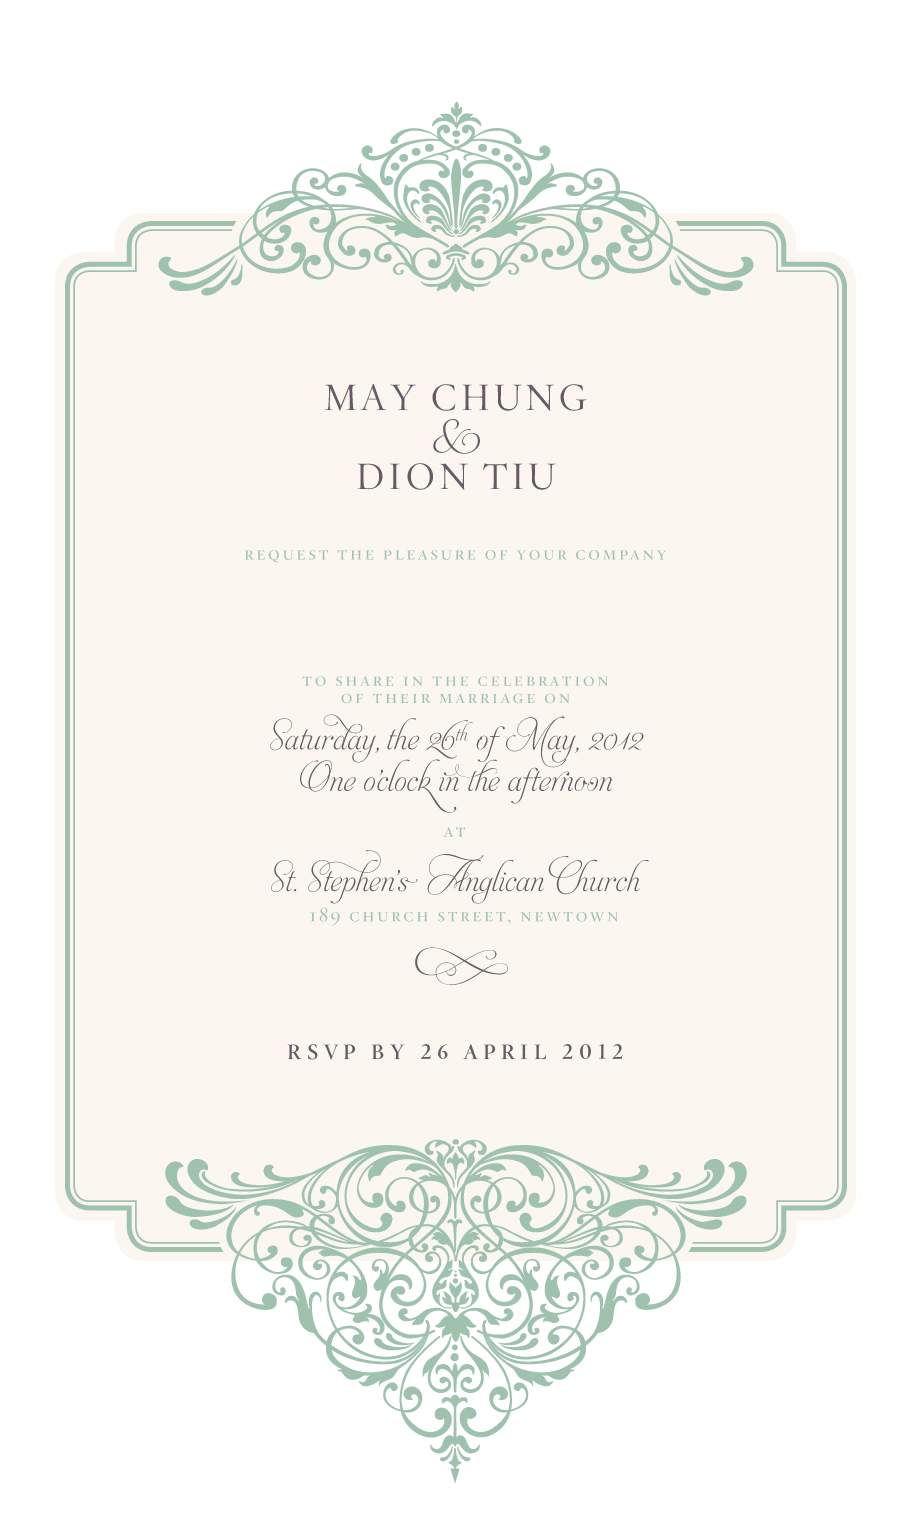 MAY CHUNG
&
DION TIU
REQUEST THE PLEASURE OF YOUR COMPANY
TO SHARE IN THE CELEBRATION
OF THEIR MARRIAGE ON
Saturday, the 26th of May, 2012
One o'clock in the afternoon
AT
St. Stephen's Anglican Church
189 CHURCH STREET, NEWTOWN
RSVP BY 26 APRIL 2012